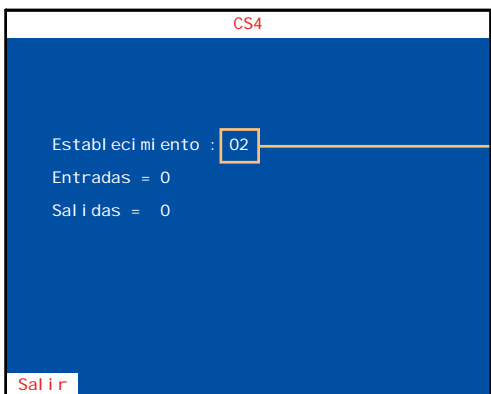 CS4
Establecimiento : 02
Entradas = 0
Salidas = 0
Salir